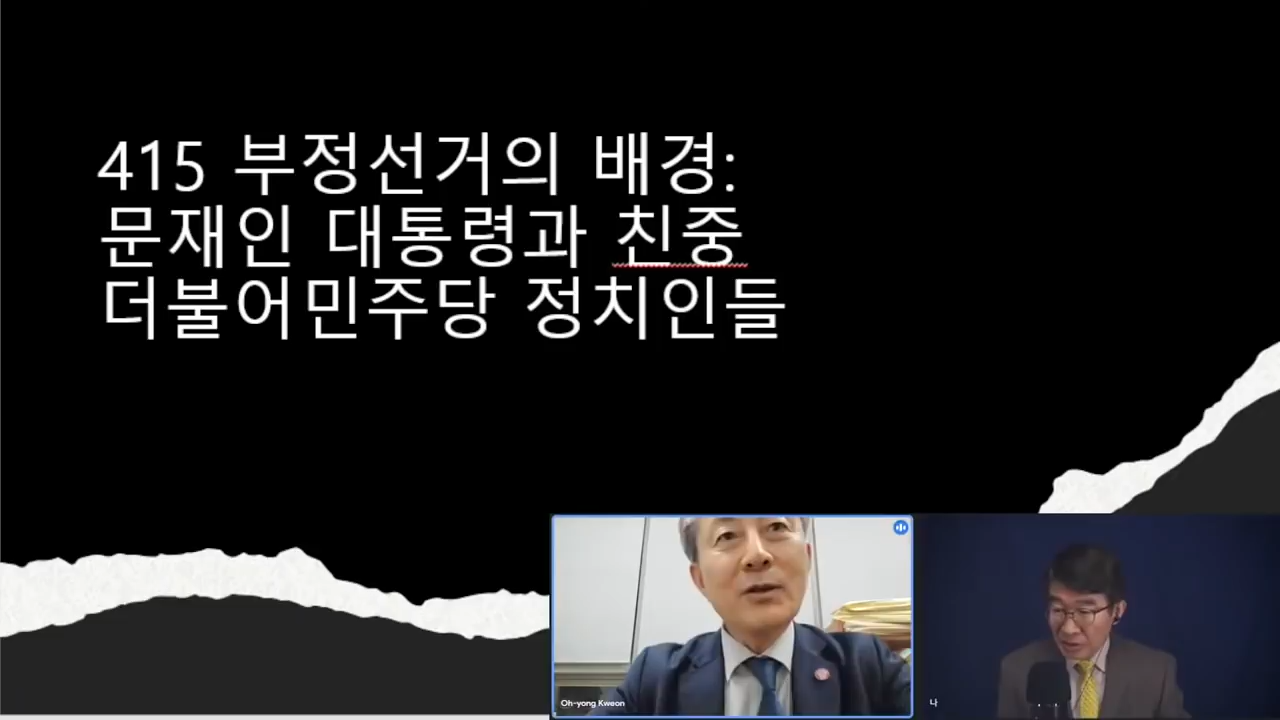 415 부정선거의 배경:
문재인 대통령과 친중
더불어민주당 정치인들
Oh-yong Kweon
나